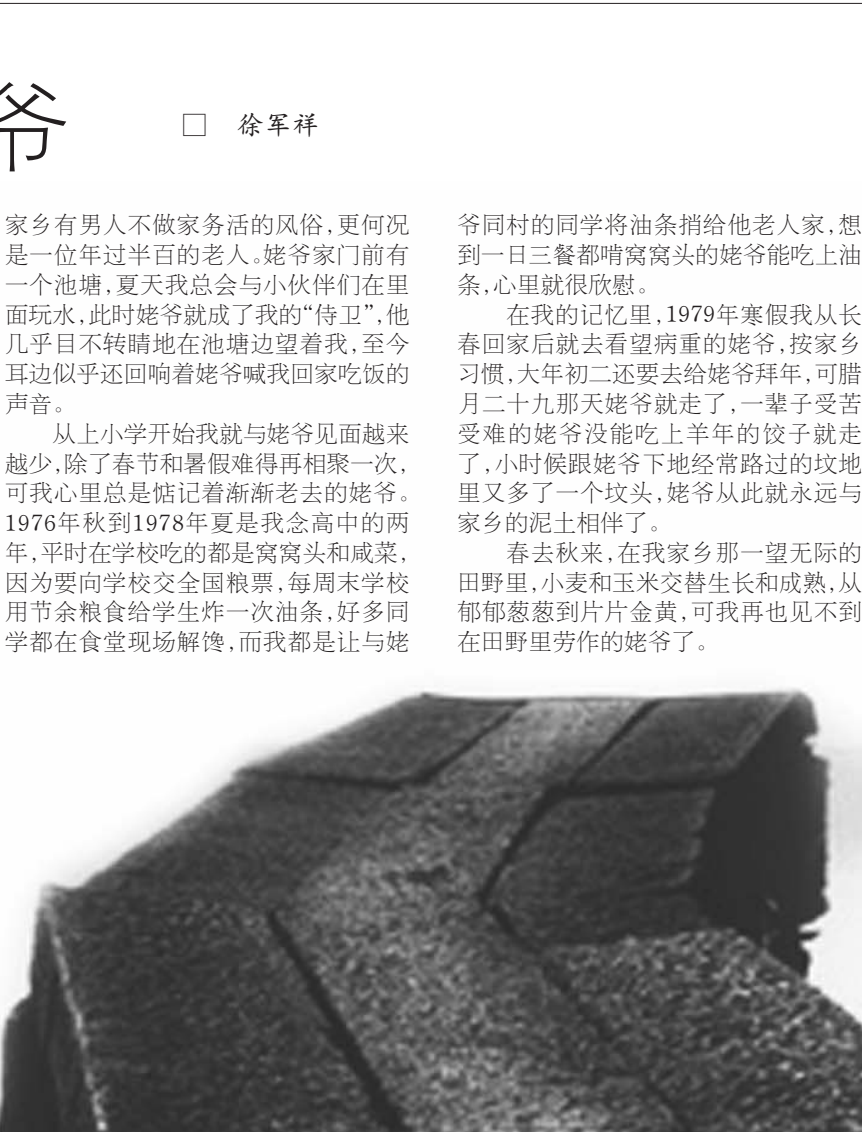 爷
□ 徐军祥
家乡有男人不做家务活的风俗,更何况
是一位年过半百的老人。姥爷家门前有
一个池塘,夏天我总会与小伙伴们在里
面玩水,此时姥爷就成了我的“侍卫”,他
几乎目不转睛地在池塘边望着我,至今
耳边似乎还回响着姥爷喊我回家吃饭的
声音。
从上小学开始我就与姥爷见面越来
越少,除了春节和暑假难得再相聚一次,
可我心里总是惦记着渐渐老去的姥爷。
1976年秋到1978年夏是我念高中的两
年,平时在学校吃的都是窝窝头和咸菜,
因为要向学校交全国粮票,每周末学校
用节余粮食给学生炸一次油条,好多同
学都在食堂现场解馋,而我都是让与姥
爷同村的同学将油条捎给他老人家,想
到一日三餐都啃窝窝头的姥爷能吃上油
条,心里就很欣慰。
在我的记忆里,1979年寒假我从长
春回家后就去看望病重的姥爷,按家乡
习惯,大年初二还要去给姥爷拜年,可腊
月二十九那天姥爷就走了,一辈子受苦
受难的姥爷没能吃上羊年的饺子就走
了,小时候跟姥爷下地经常路过的坟地
里又多了一个坟头,姥爷从此就永远与
家乡的泥土相伴了。
春去秋来,在我家乡那一望无际的
田野里,小麦和玉米交替生长和成熟,从
郁郁葱葱到片片金黄,可我再也见不到
在田野里劳作的姥爷了。